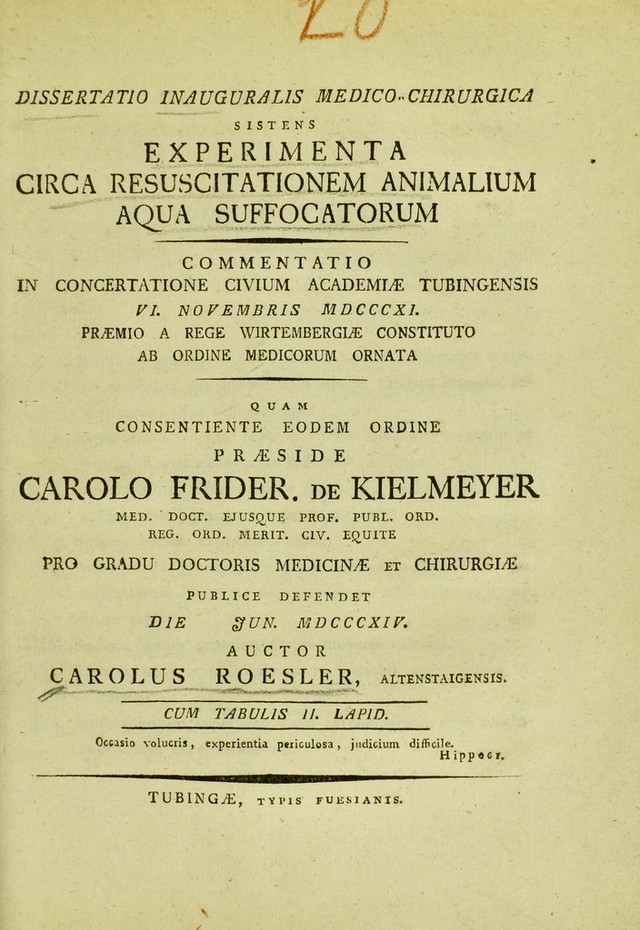 20
DISSERTATIO INAUGURALIS MEDICO-CHIRURGICA
SISTENS
EXPERIMENTA
CIRCA RESUSCITATIONEM ANIMALIUM
AQUA SUFFOCATORUM
COMMENTATIO
IN CONCERTATIONE CIVIUM ACADEMIÆ TUBINGENSIS
VI. NOVEMBRIS MDCCCXI.
PRÆMIO A REGE WIRTEMBERGIÆ CONSTITUTO
AB ORDINE MEDICORUM ORNATA
QUAM
CONSENTIENTE EODEM ORDINE
PRÆSIDE
CAROLO FRIDER. DE KIELMEYER
MED. DOCT. EJUSQUE PROF. PUBL. ORD.
REG. ORD. MERIT. CIV. EQUITE
PRO GRADU DOCTORIS MEDICINÆ ET CHIRURGIÆ
PUBLICE DEFENDET
DIE JUN. MDCCCXIV.
AUCTOR
CAROLUS ROESLER, ALTENSTAIGENSIS.
CUM TABULIS II. LAPID.
Occasio volucris, experientia periculosa, judicium difficile.
Hippocr.
TUBINGÆ, TYPIS FUESIANIS.